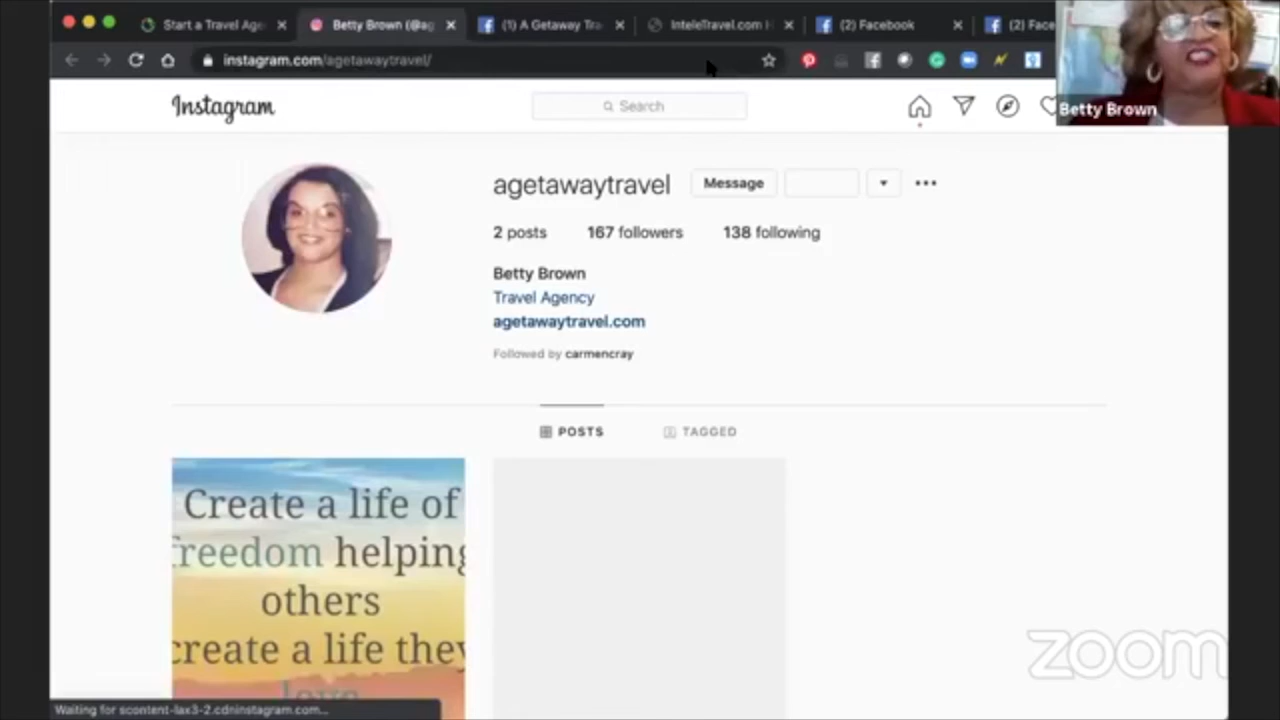 Start a Travel Age
Betty Brown (@ag
(1) A Getaway Tra
InteleTravel.com H
(2) Facebook
(2) Face
instagram.com/agetawaytravel/
Betty Brown
Instagram
Search
agetawaytravel
Message
2 posts
167 followers
138 following
Betty Brown
Travel Agency
agetawaytravel.com
Followed by carmencray
POSTS
TAGGED
Create a life of
freedom helping
others
create a life they
love
Waiting for scontent-lax3-2.cdninstagram.com...
zoom